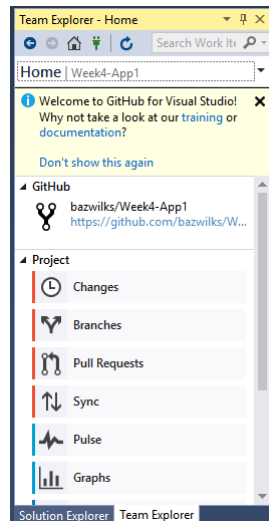 Team Explorer - Home
Search Work Ite
Home | Week4-App1
Welcome to GitHub for Visual Studio!
Why not take a look at our training or
documentation?
Don't show this again
GitHub
bazwilks/Week4-App1
https://github.com/bazwilks/W...
Project
Changes
Branches
Pull Requests
Sync
Pulse
Graphs
Solution Explorer Team Explorer